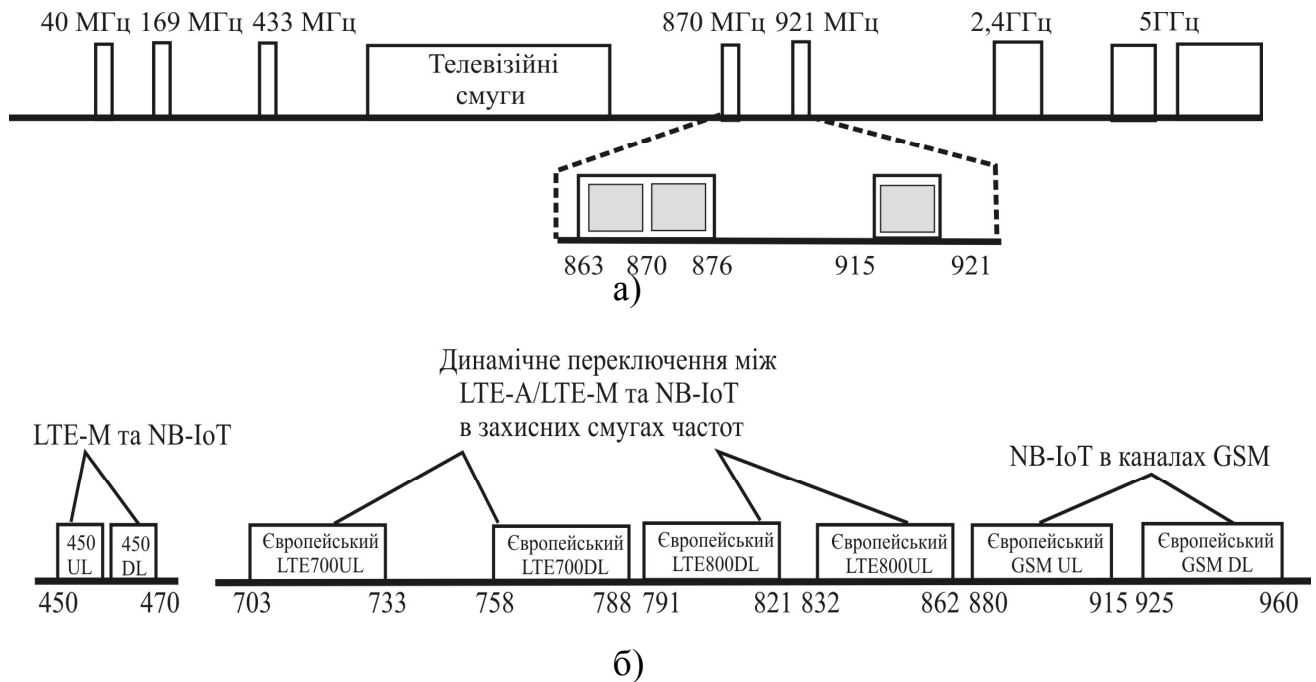 40 МГц 169 МГц 433 МГц 870 МГц 921 МГц 2,4ГГц 5ГГц
Телевізійні
смуги
863 870 876 915 921
а)
Динамічне переключення між
LTE-A/LTE-M та NB-IoT
в захисних смугах частот
LTE-M та NB-IoT
NB-IoT в каналах GSM
450
UL
450
DL
Європейський
LTE700UL
Європейський
LTE700DL
Європейський
LTE800DL
Європейський
LTE800UL
Європейський
GSM UL
Європейський
GSM DL
450 470 703 733 758 788 791 821 832 862 880 915 925 960
б)